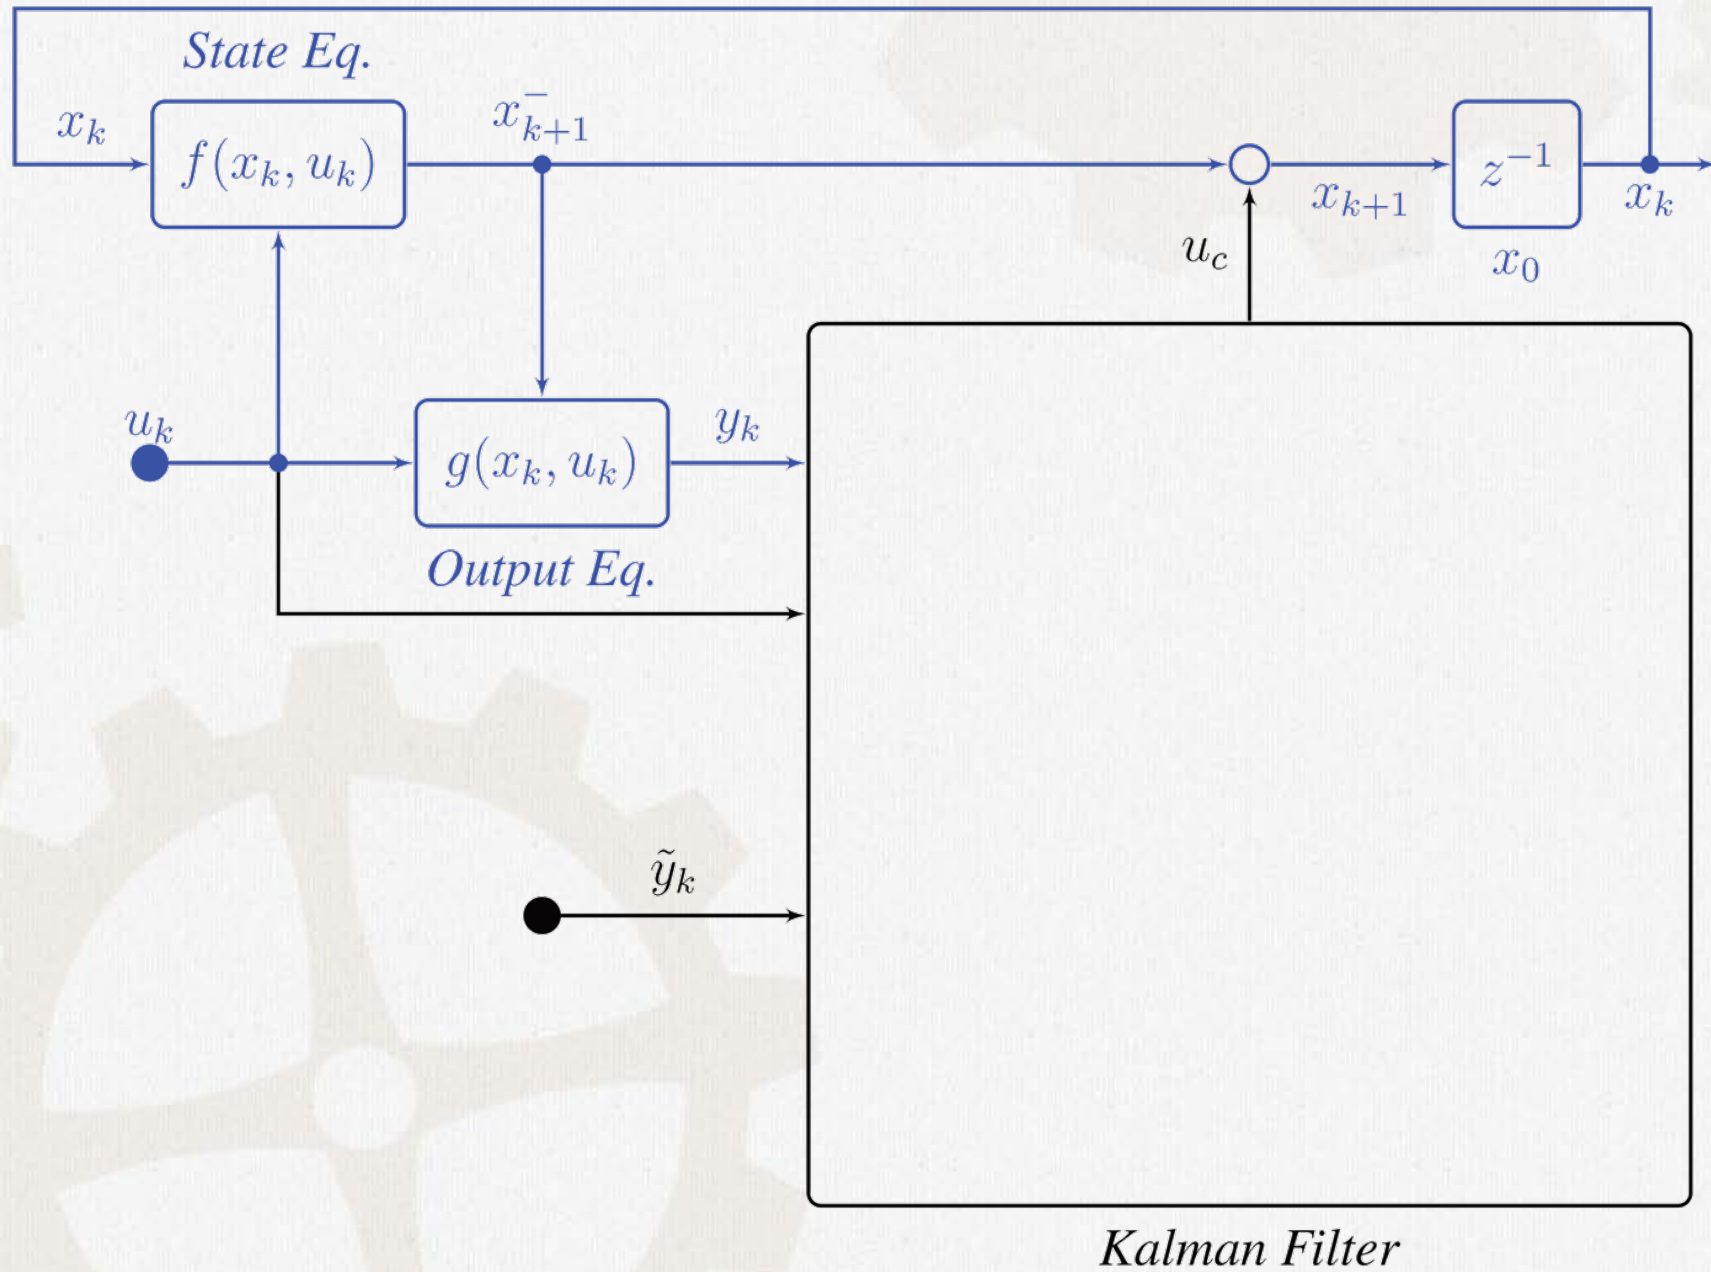 State Eq.
x_k
f(x_k, u_k)
x_{k+1}^-
x_{k+1}
z^{-1}
x_k
x_0
u_c
u_k
g(x_k, u_k)
y_k
Output Eq.
ỹ_k
Kalman Filter